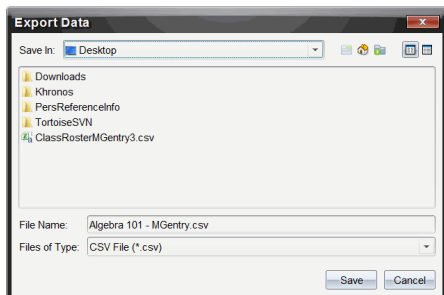 Export Data
Save In: Desktop
Downloads
Khronos
PersReferenceInfo
TortoiseSVN
ClassRosterMGentry3.csv
File Name: Algebra 101 - MGentry.csv
Files of Type: CSV File (*.csv)
Save Cancel